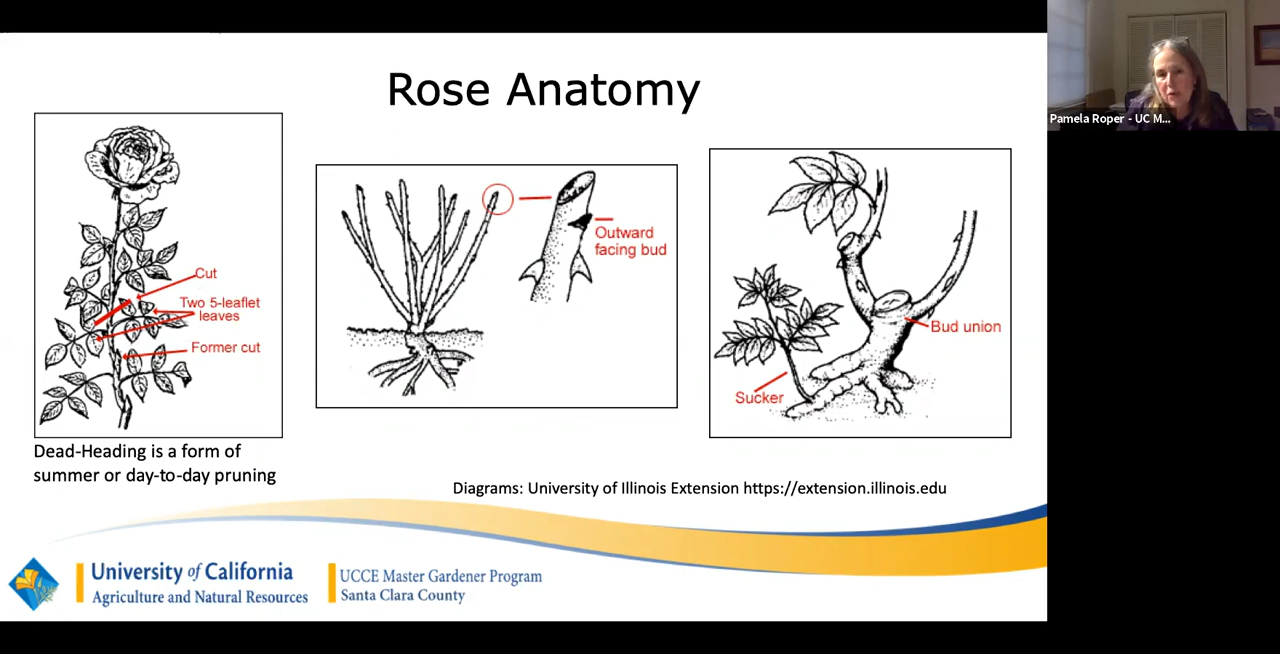 Rose Anatomy
Pamela Roper - UC M...
Cut
Two 5-leaflet
leaves
Former cut
Outward
facing bud
Bud union
Sucker
Dead-Heading is a form of
summer or day-to-day pruning
Diagrams: University of Illinois Extension https://extension.illinois.edu
University of California
Agriculture and Natural Resources
UCCE Master Gardener Program
Santa Clara County